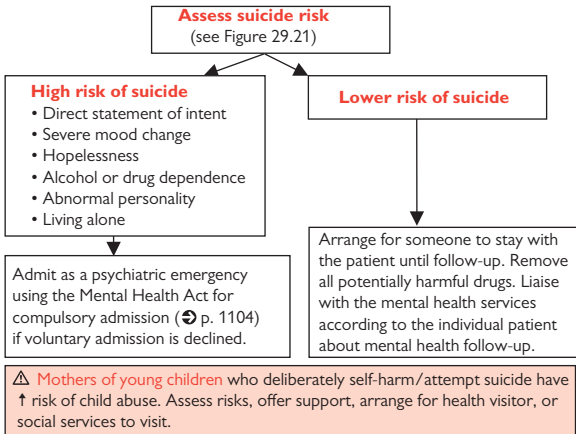 Assess suicide risk
(see Figure 29.21)
High risk of suicide
• Direct statement of intent
• Severe mood change
• Hopelessness
• Alcohol or drug dependence
• Abnormal personality
• Living alone
Lower risk of suicide
Admit as a psychiatric emergency
using the Mental Health Act for
compulsory admission (➲ p. 1104)
if voluntary admission is declined.
Arrange for someone to stay with
the patient until follow-up. Remove
all potentially harmful drugs. Liaise
with the mental health services
according to the individual patient
about mental health follow-up.
⚠ Mothers of young children who deliberately self-harm/attempt suicide have
↑ risk of child abuse. Assess risks, offer support, arrange for health visitor, or
social services to visit.